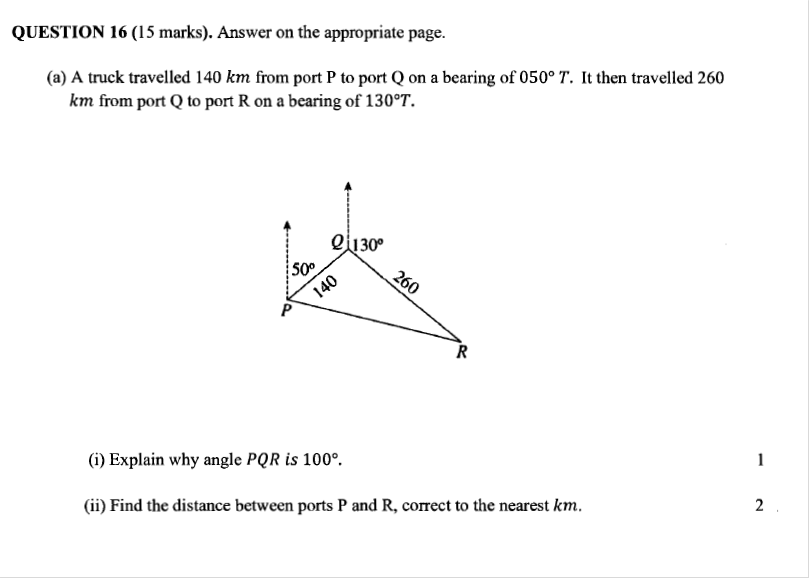 QUESTION 16 (15 marks). Answer on the appropriate page.
(a) A truck travelled 140 km from port P to port Q on a bearing of 050° T. It then travelled 260
km from port Q to port R on a bearing of 130°T.
Q 130°
50°
140
260
P
R
(i) Explain why angle PQR is 100°. 1
(ii) Find the distance between ports P and R, correct to the nearest km. 2